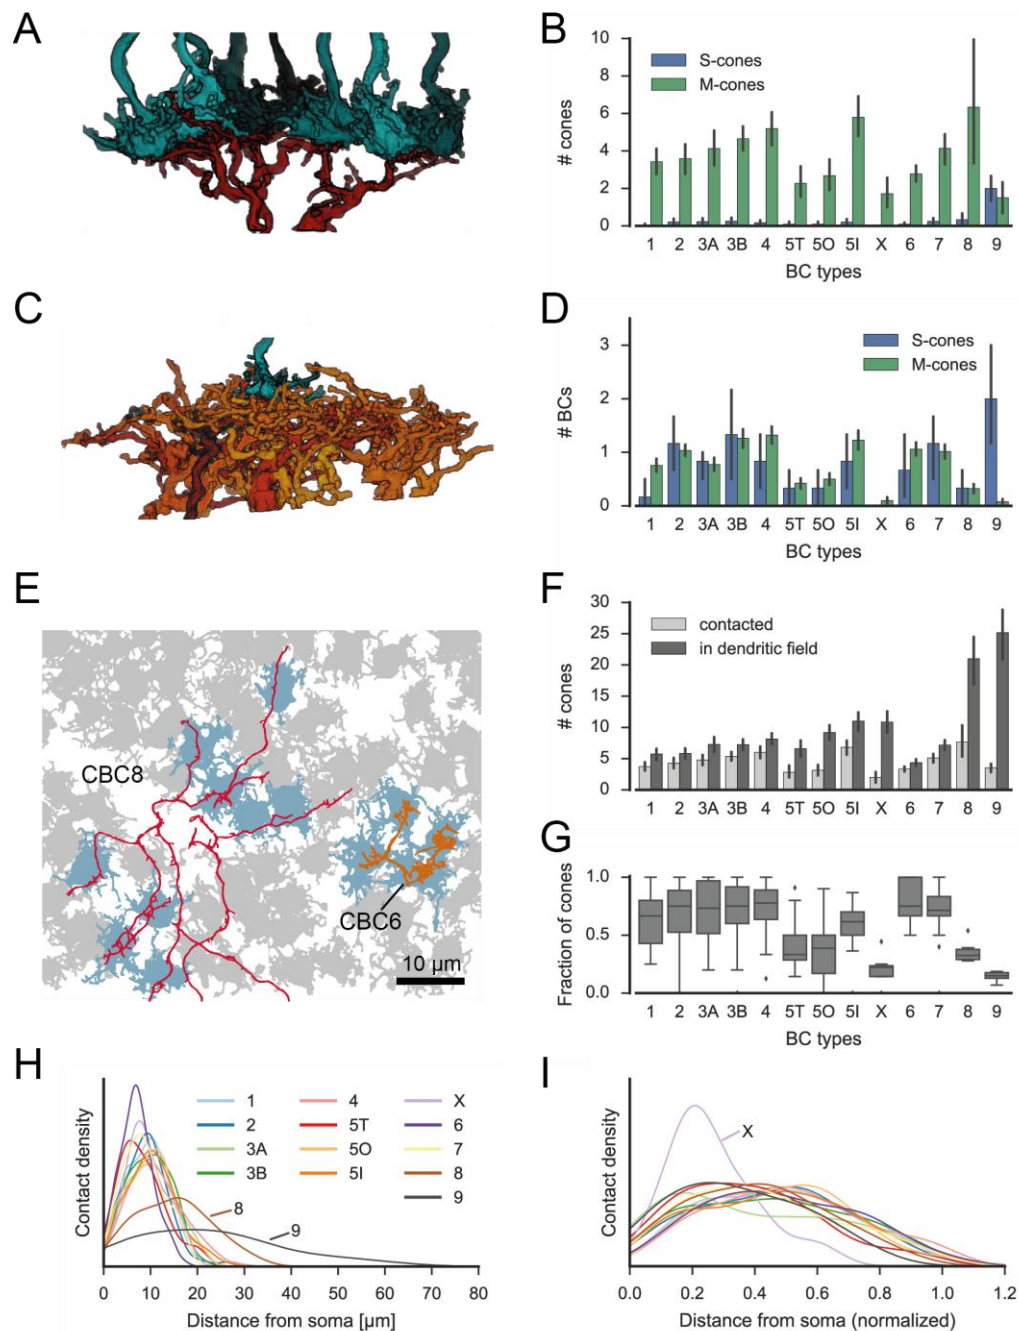 A
B
10
8
6
4
2
0
# cones
S-cones
M-cones
1 2 3A 3B 4 5T 5O 5I X 6 7 8 9
BC types
C
D
3
2
1
0
# BCs
S-cones
M-cones
1 2 3A 3B 4 5T 5O 5I X 6 7 8 9
BC types
E
CBC8
CBC6
10 µm
F
30
25
20
15
10
5
0
# cones
contacted
in dendritic field
1 2 3A 3B 4 5T 5O 5I X 6 7 8 9
G
1.0
0.5
0.0
Fraction of cones
1 2 3A 3B 4 5T 5O 5I X 6 7 8 9
BC types
H
Contact density
1 4 X
2 5T 6
3A 5O 7
3B 5I 8
9
8
9
0 10 20 30 40 50 60 70 80
Distance from soma [µm]
I
Contact density
X
0.0 0.2 0.4 0.6 0.8 1.0 1.2
Distance from soma (normalized)